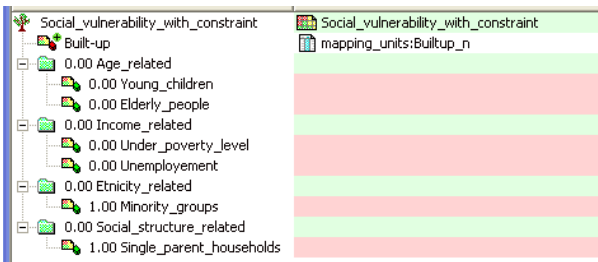 Social_vulnerability_with_constraint Social_vulnerability_with_constraint
Built-up mapping_units:Builtup_n
0.00 Age_related
0.00 Young_children
0.00 Elderly_people
0.00 Income_related
0.00 Under_poverty_level
0.00 Unemployement
0.00 Etnicity_related
1.00 Minority_groups
0.00 Social_structure_related
1.00 Single_parent_households